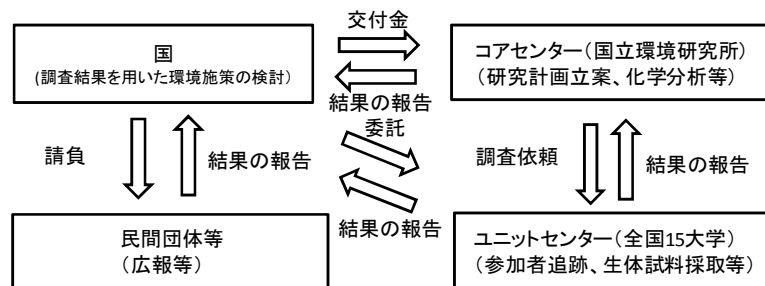 交付金
国
(調査結果を用いた環境施策の検討)
コアセンター(国立環境研究所)
(研究計画立案、化学分析等)
結果の報告
委託
請負
結果の報告
調査依頼
結果の報告
結果の報告
民間団体等
(広報等)
ユニットセンター(全国15大学)
(参加者追跡、生体試料採取等)